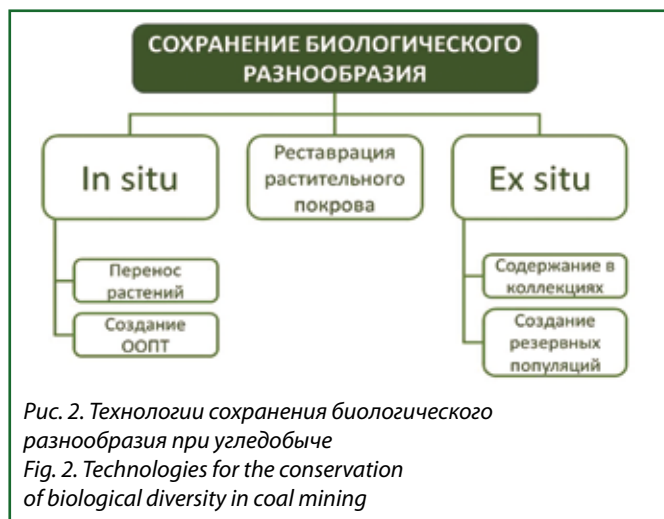 СОХРАНЕНИЕ БИОЛОГИЧЕСКОГО
РАЗНООБРАЗИЯ
In situ
Реставрация
растительного
покрова
Ex situ
Перенос
растений
Создание
ООПТ
Содержание в
коллекциях
Создание
резервных
популяций
Рис. 2. Технологии сохранения биологического
разнообразия при угледобыче
Fig. 2. Technologies for the conservation
of biological diversity in coal mining